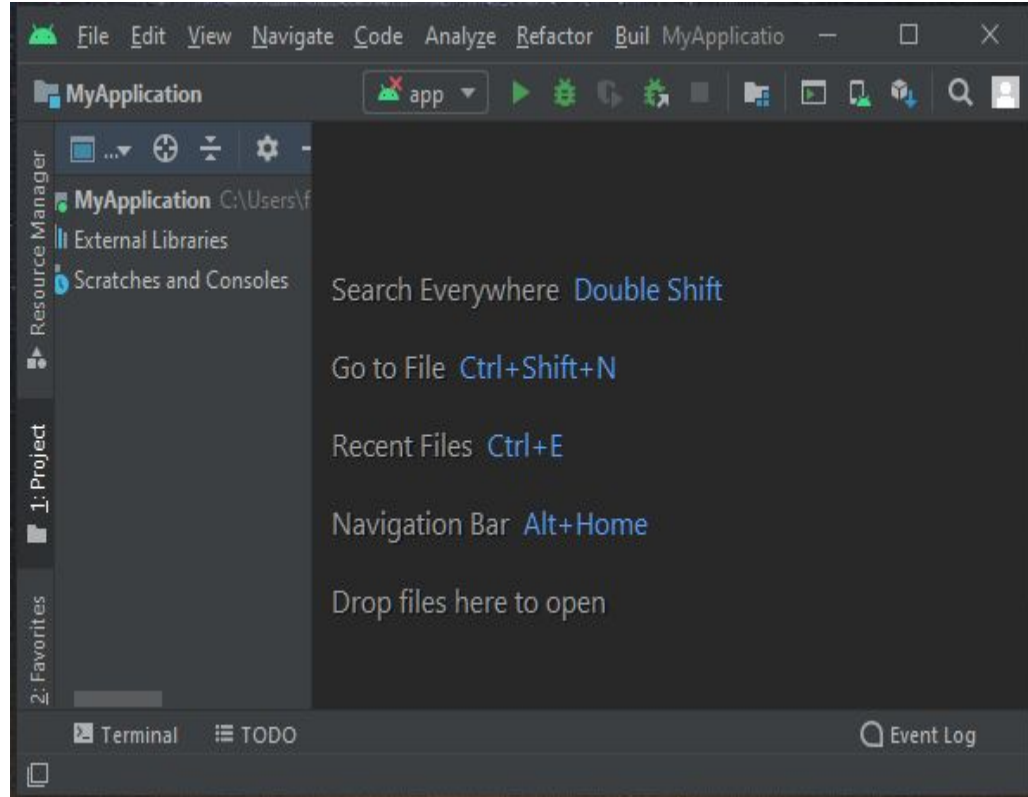 File Edit View Navigate Code Analyze Refactor Buil MyApplicatio
MyApplication
app
...
MyApplication C:\Users\f
External Libraries
Scratches and Consoles
Resource Manager
1: Project
2: Favorites
Search Everywhere Double Shift
Go to File Ctrl+Shift+N
Recent Files Ctrl+E
Navigation Bar Alt+Home
Drop files here to open
Terminal
TODO
Event Log